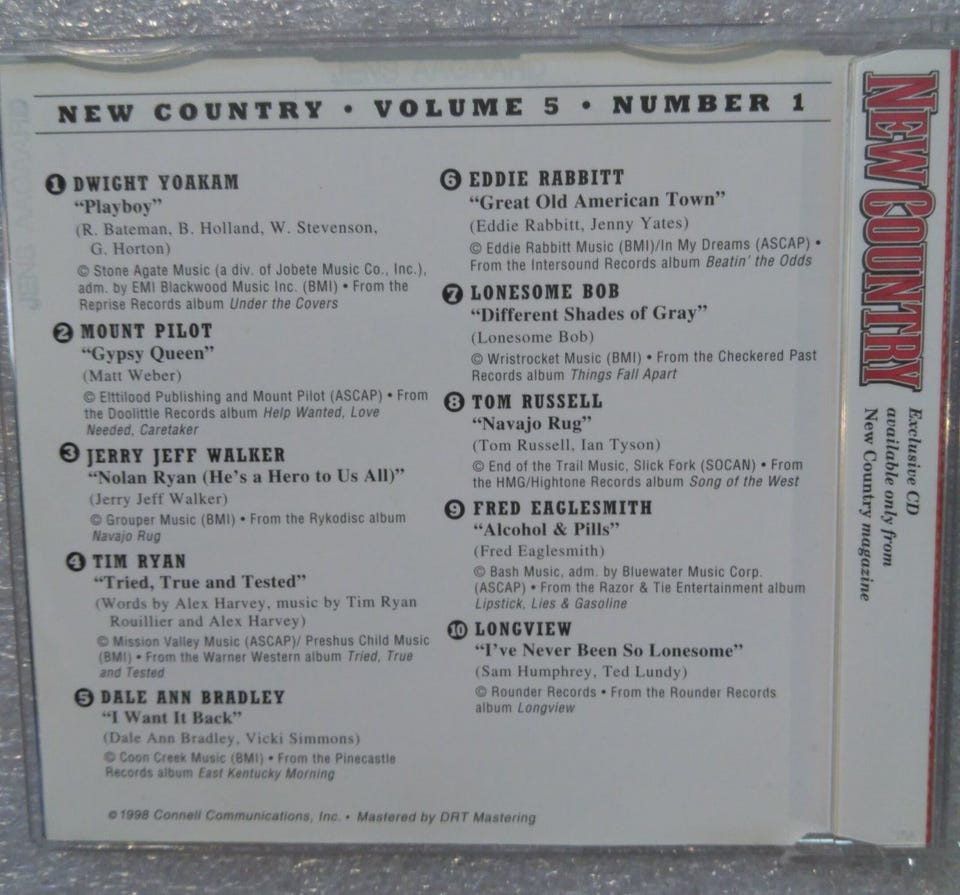 NEW COUNTRY • VOLUME 5 • NUMBER 1
1 DWIGHT YOAKAM
“Playboy”
(R. Bateman, B. Holland, W. Stevenson,
G. Horton)
© Stone Agate Music (a div. of Jobete Music Co., Inc.),
adm. by EMI Blackwood Music Inc. (BMI) • From the
Reprise Records album Under the Covers
2 MOUNT PILOT
“Gypsy Queen”
(Matt Weber)
© Elttilood Publishing and Mount Pilot (ASCAP) • From
the Doolittle Records album Help Wanted, Love
Needed, Caretaker
3 JERRY JEFF WALKER
“Nolan Ryan (He’s a Hero to Us All)”
(Jerry Jeff Walker)
© Grouper Music (BMI) • From the Rykodisc album
Navajo Rug
4 TIM RYAN
“Tried, True and Tested”
(Words by Alex Harvey, music by Tim Ryan
Rouillier and Alex Harvey)
© Mission Valley Music (ASCAP)/ Preshus Child Music
(BMI) • From the Warner Western album Tried, True
and Tested
5 DALE ANN BRADLEY
“I Want It Back”
(Dale Ann Bradley, Vicki Simmons)
© Coon Creek Music (BMI) • From the Pinecastle
Records album East Kentucky Morning
6 EDDIE RABBITT
“Great Old American Town”
(Eddie Rabbitt, Jenny Yates)
© Eddie Rabbitt Music (BMI)/In My Dreams (ASCAP) •
From the Intersound Records album Beatin’ the Odds
7 LONESOME BOB
“Different Shades of Gray”
(Lonesome Bob)
© Wristrocket Music (BMI) • From the Checkered Past
Records album Things Fall Apart
8 TOM RUSSELL
“Navajo Rug”
(Tom Russell, Ian Tyson)
© End of the Trail Music, Slick Fork (SOCAN) • From
the HMG/Hightone Records album Song of the West
9 FRED EAGLESMITH
“Alcohol & Pills”
(Fred Eaglesmith)
© Bash Music, adm. by Bluewater Music Corp.
(ASCAP) • From the Razor & Tie Entertainment album
Lipstick, Lies & Gasoline
10 LONGVIEW
“I’ve Never Been So Lonesome”
(Sam Humphrey, Ted Lundy)
© Rounder Records • From the Rounder Records
album Longview
©1998 Connell Communications, Inc. • Mastered by DRT Mastering
NEW COUNTRY
Exclusive CD
available only from
New Country magazine